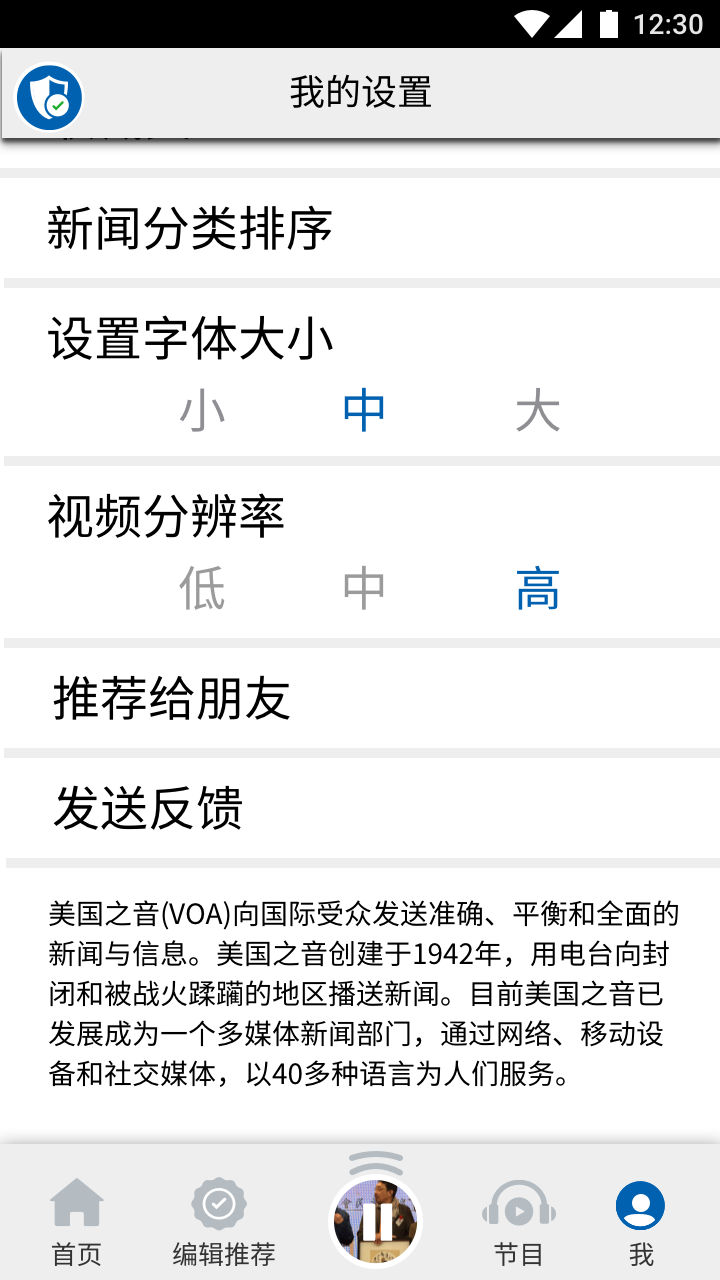 12:30
我的设置
新闻分类排序
设置字体大小
小 中 大
视频分辨率
低 中 高
推荐给朋友
发送反馈
美国之音(VOA)向国际受众发送准确、平衡和全面的
新闻与信息。美国之音创建于1942年，用电台向封
闭和被战火蹂躏的地区播送新闻。目前美国之音已
发展成为一个多媒体新闻部门，通过网络、移动设
备和社交媒体，以40多种语言为人们服务。
首页 编辑推荐 节目 我